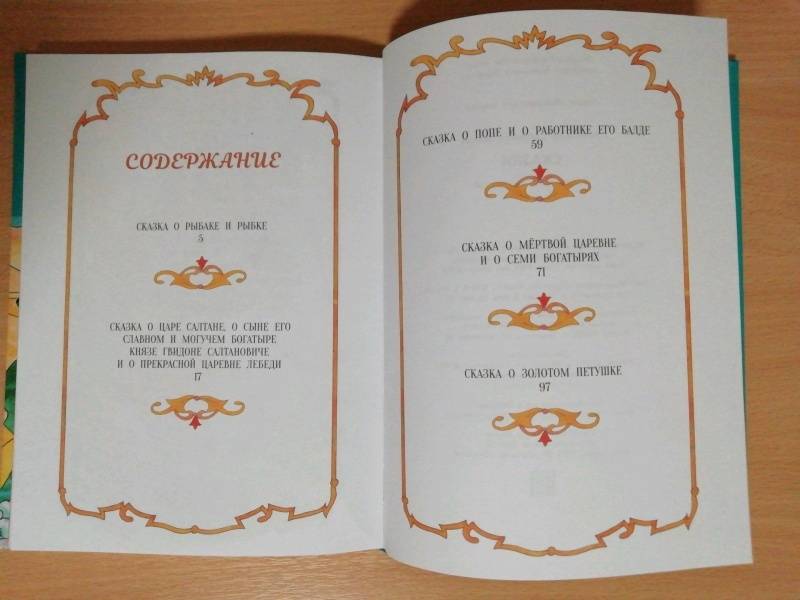 СОДЕРЖАНИЕ
СКАЗКА О РЫБАКЕ И РЫБКЕ
5
СКАЗКА О ЦАРЕ САЛТАНЕ, О СЫНЕ ЕГО
СЛАВНОМ И МОГУЧЕМ БОГАТЫРЕ
КНЯЗЕ ГВИДОНЕ САЛТАНОВИЧЕ
И О ПРЕКРАСНОЙ ЦАРЕВНЕ ЛЕБЕДИ
17
СКАЗКА О ПОПЕ И О РАБОТНИКЕ ЕГО БАЛДЕ
59
СКАЗКА О МЁРТВОЙ ЦАРЕВНЕ
И О СЕМИ БОГАТЫРЯХ
71
СКАЗКА О ЗОЛОТОМ ПЕТУШКЕ
97